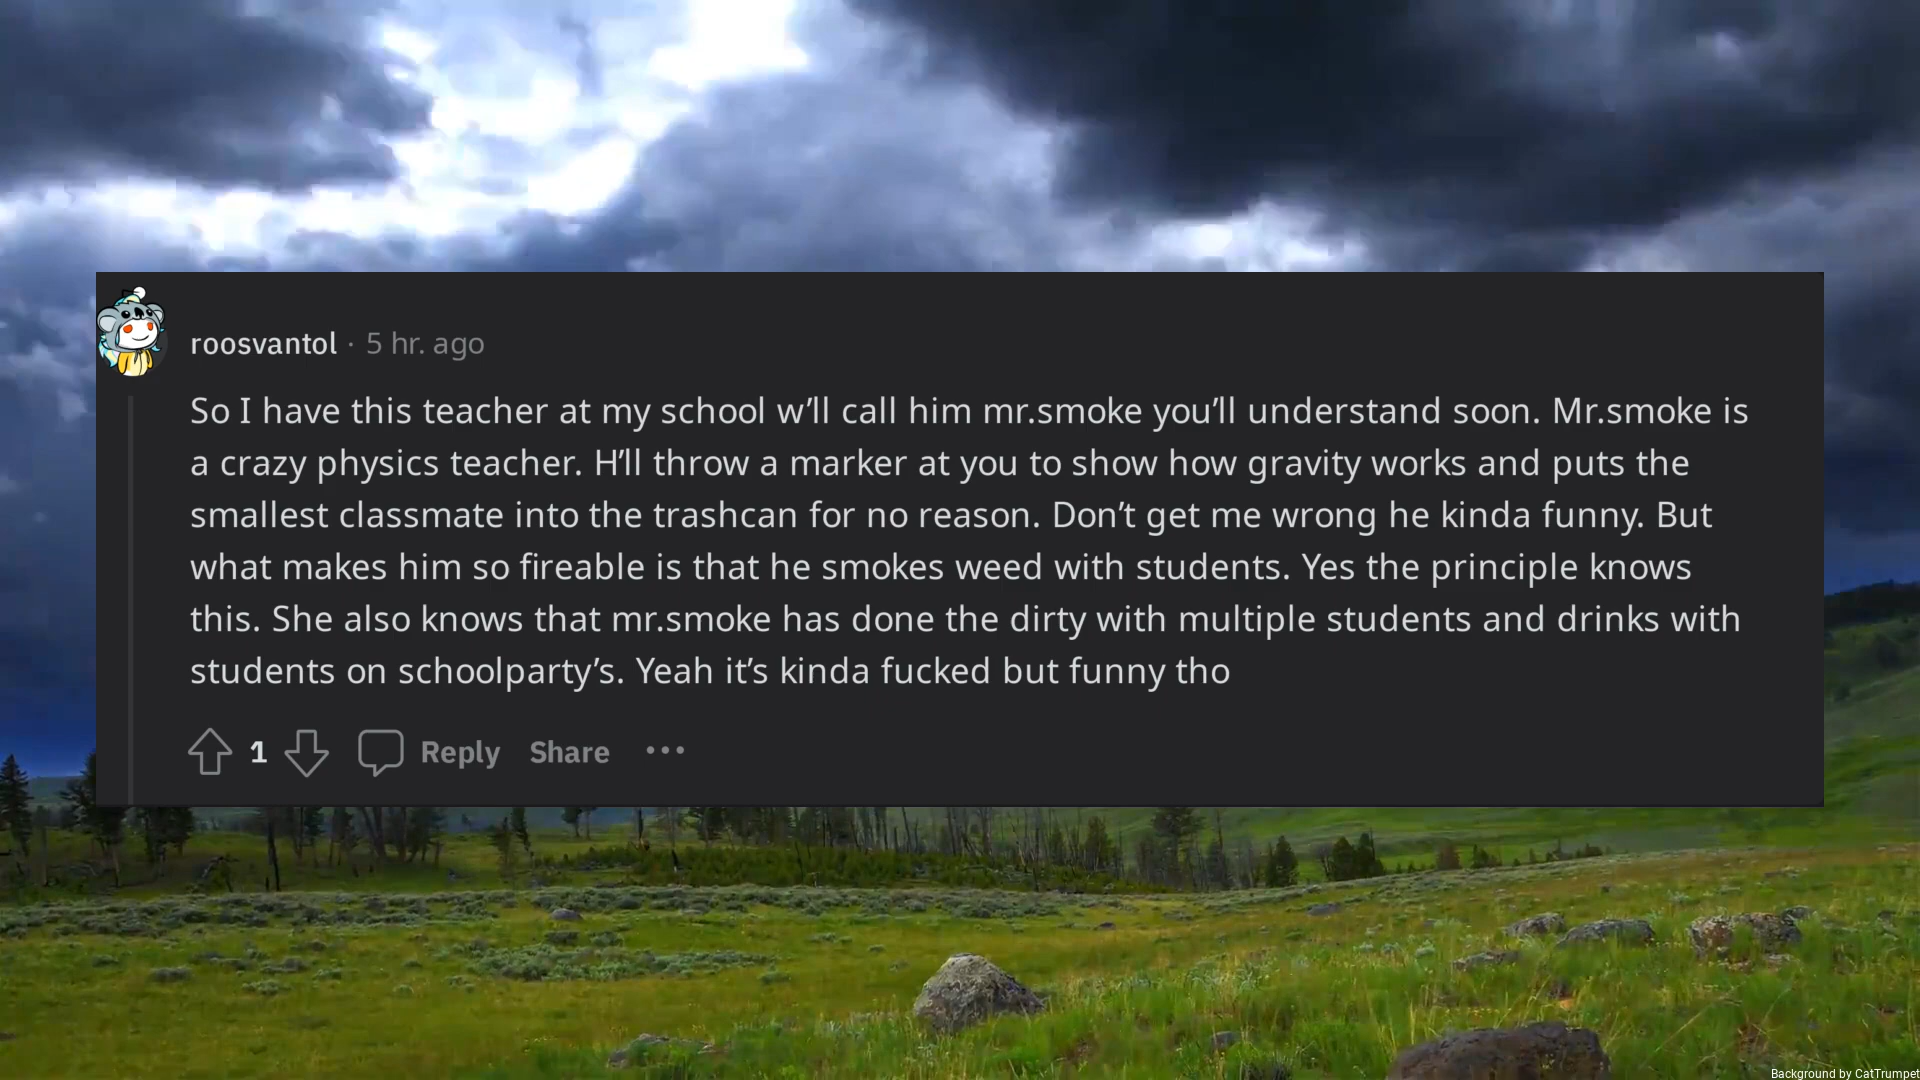 roosvantol · 5 hr. ago
So I have this teacher at my school w’ll call him mr.smoke you’ll understand soon. Mr.smoke is
a crazy physics teacher. H’ll throw a marker at you to show how gravity works and puts the
smallest classmate into the trashcan for no reason. Don’t get me wrong he kinda funny. But
what makes him so fireable is that he smokes weed with students. Yes the principle knows
this. She also knows that mr.smoke has done the dirty with multiple students and drinks with
students on schoolparty’s. Yeah it’s kinda fucked but funny tho
1 Reply Share
Background by CatTrumpet